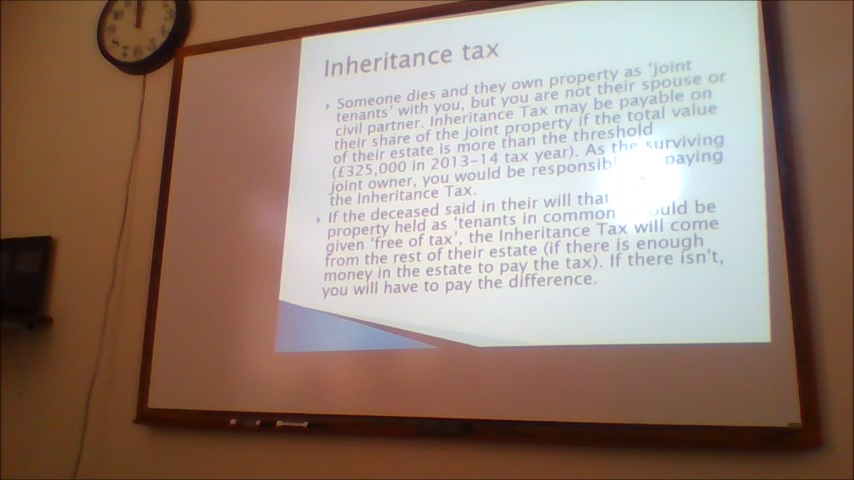 Inheritance tax
Someone dies and they own property as ‘joint
tenants’ with you, but you are not their spouse or
civil partner. Inheritance Tax may be payable on
their share of the joint property if the total value
of their estate is more than the threshold
(£325,000 in 2013-14 tax year). As the surviving
joint owner, you would be paying
the Inheritance Tax.
If the deceased said in their will that
property held as ‘tenants in common be
given ‘free of tax’, the Inheritance Tax will come
from the rest of their estate (if there is enough
money in the estate to pay the tax). If there isn’t,
you will have to pay the difference.